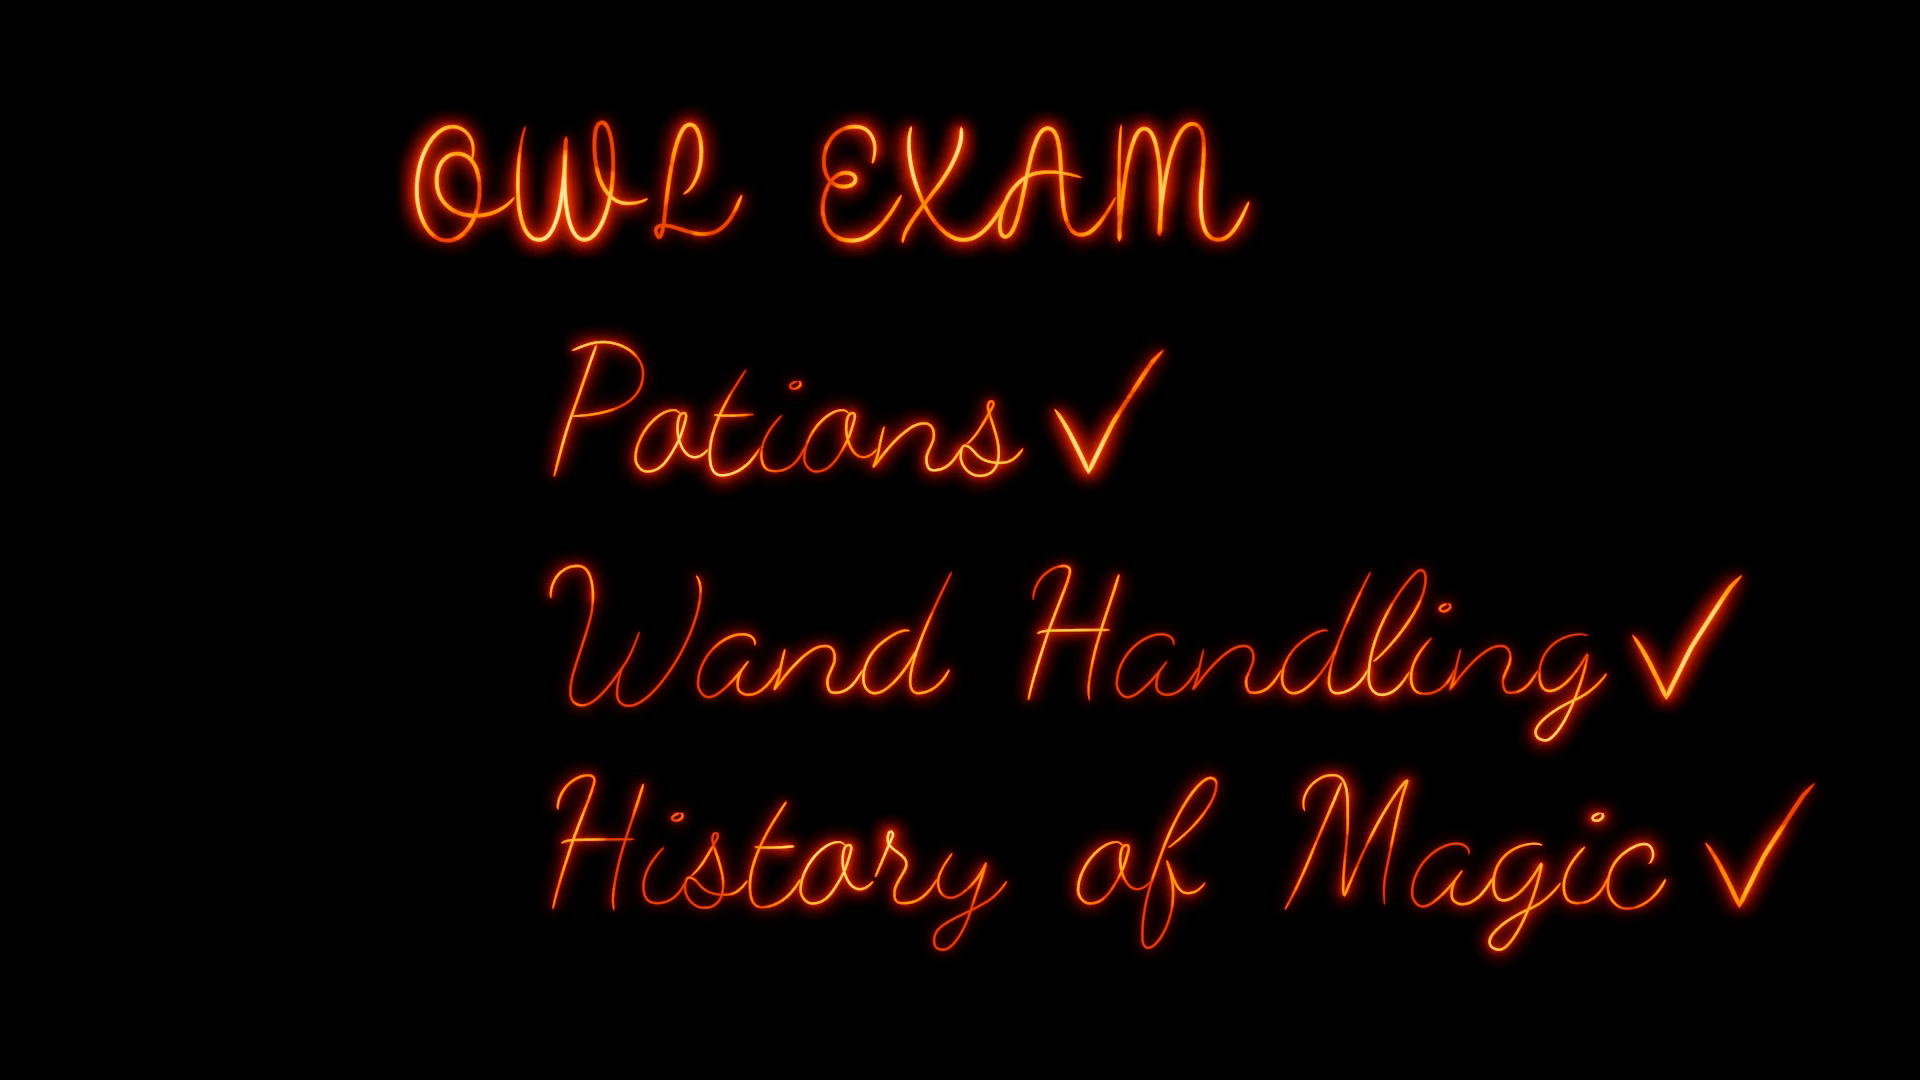 OWL EXAM
Potions ✓
Wand Handling ✓
History of Magic ✓